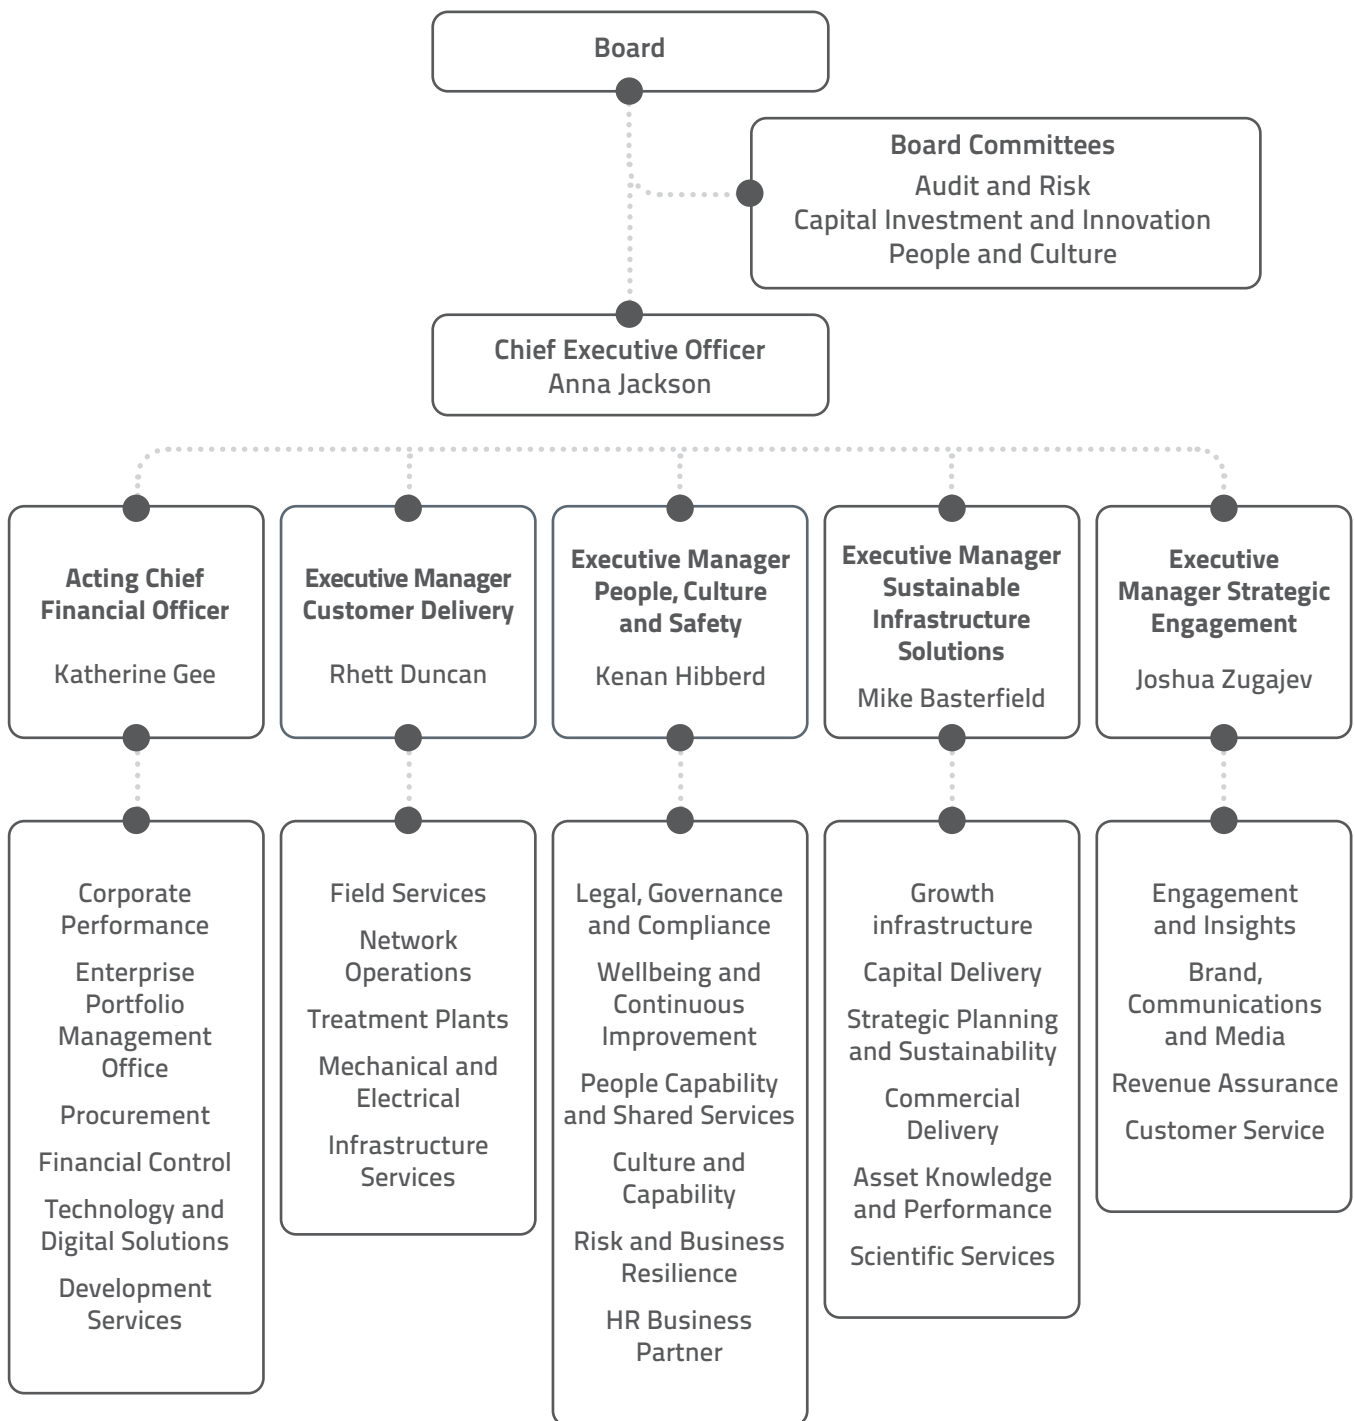 Board
Board Committees
Audit and Risk
Capital Investment and Innovation
People and Culture
Chief Executive Officer
Anna Jackson
Acting Chief
Financial Officer
Katherine Gee
Executive Manager
Customer Delivery
Rhett Duncan
Executive Manager
People, Culture
and Safety
Kenan Hibberd
Executive Manager
Sustainable
Infrastructure
Solutions
Mike Basterfield
Executive
Manager Strategic
Engagement
Joshua Zugajev
Corporate
Performance
Enterprise
Portfolio
Management
Office
Procurement
Financial Control
Technology and
Digital Solutions
Development
Services
Field Services
Network
Operations
Treatment Plants
Mechanical and
Electrical
Infrastructure
Services
Legal, Governance
and Compliance
Wellbeing and
Continuous
Improvement
People Capability
and Shared Services
Culture and
Capability
Risk and Business
Resilience
HR Business
Partner
Growth
infrastructure
Capital Delivery
Strategic Planning
and Sustainability
Commercial
Delivery
Asset Knowledge
and Performance
Scientific Services
Engagement
and Insights
Brand,
Communications
and Media
Revenue Assurance
Customer Service